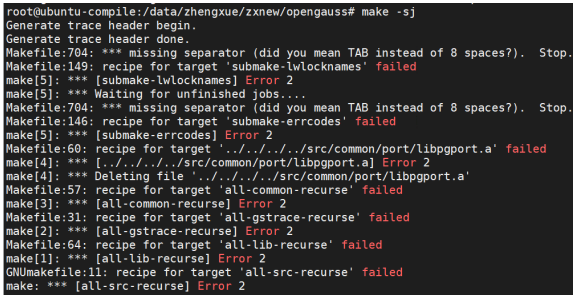 root@ubuntu-compile:/data/zhengxue/zxnew/opengauss# make -sj
Generate trace header begin.
Generate trace header done.
Makefile:704: *** missing separator (did you mean TAB instead of 8 spaces?).  Stop.
Makefile:149: recipe for target 'submake-lwlocknames' failed
make[5]: *** [submake-lwlocknames] Error 2
make[5]: *** Waiting for unfinished jobs....
Makefile:704: *** missing separator (did you mean TAB instead of 8 spaces?).  Stop.
Makefile:146: recipe for target 'submake-errcodes' failed
make[5]: *** [submake-errcodes] Error 2
Makefile:60: recipe for target '../../../../src/common/port/libpgport.a' failed
make[4]: *** [../../../../src/common/port/libpgport.a] Error 2
make[4]: *** Deleting file '../../../../src/common/port/libpgport.a'
Makefile:57: recipe for target 'all-common-recurse' failed
make[3]: *** [all-common-recurse] Error 2
Makefile:31: recipe for target 'all-gstrace-recurse' failed
make[2]: *** [all-gstrace-recurse] Error 2
Makefile:64: recipe for target 'all-lib-recurse' failed
make[1]: *** [all-lib-recurse] Error 2
GNUmakefile:11: recipe for target 'all-src-recurse' failed
make: *** [all-src-recurse] Error 2